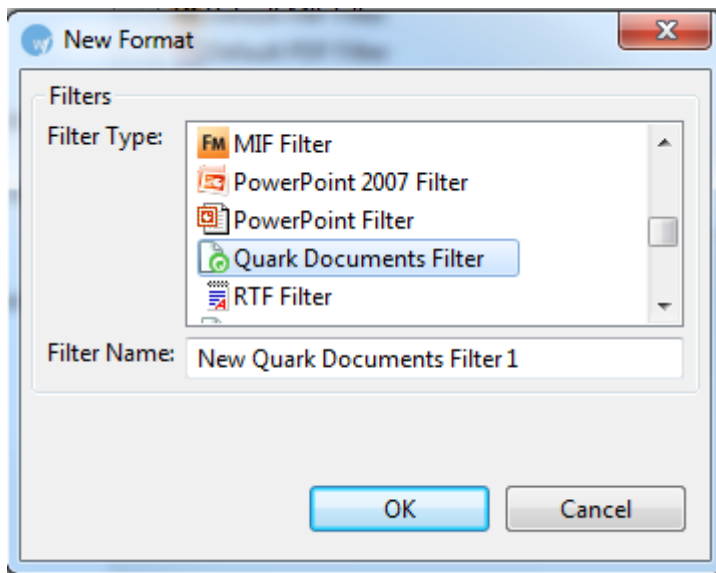 New Format
Filters
Filter Type:
FM MIF Filter
PowerPoint 2007 Filter
PowerPoint Filter
Quark Documents Filter
RTF Filter
Filter Name: New Quark Documents Filter 1
OK Cancel